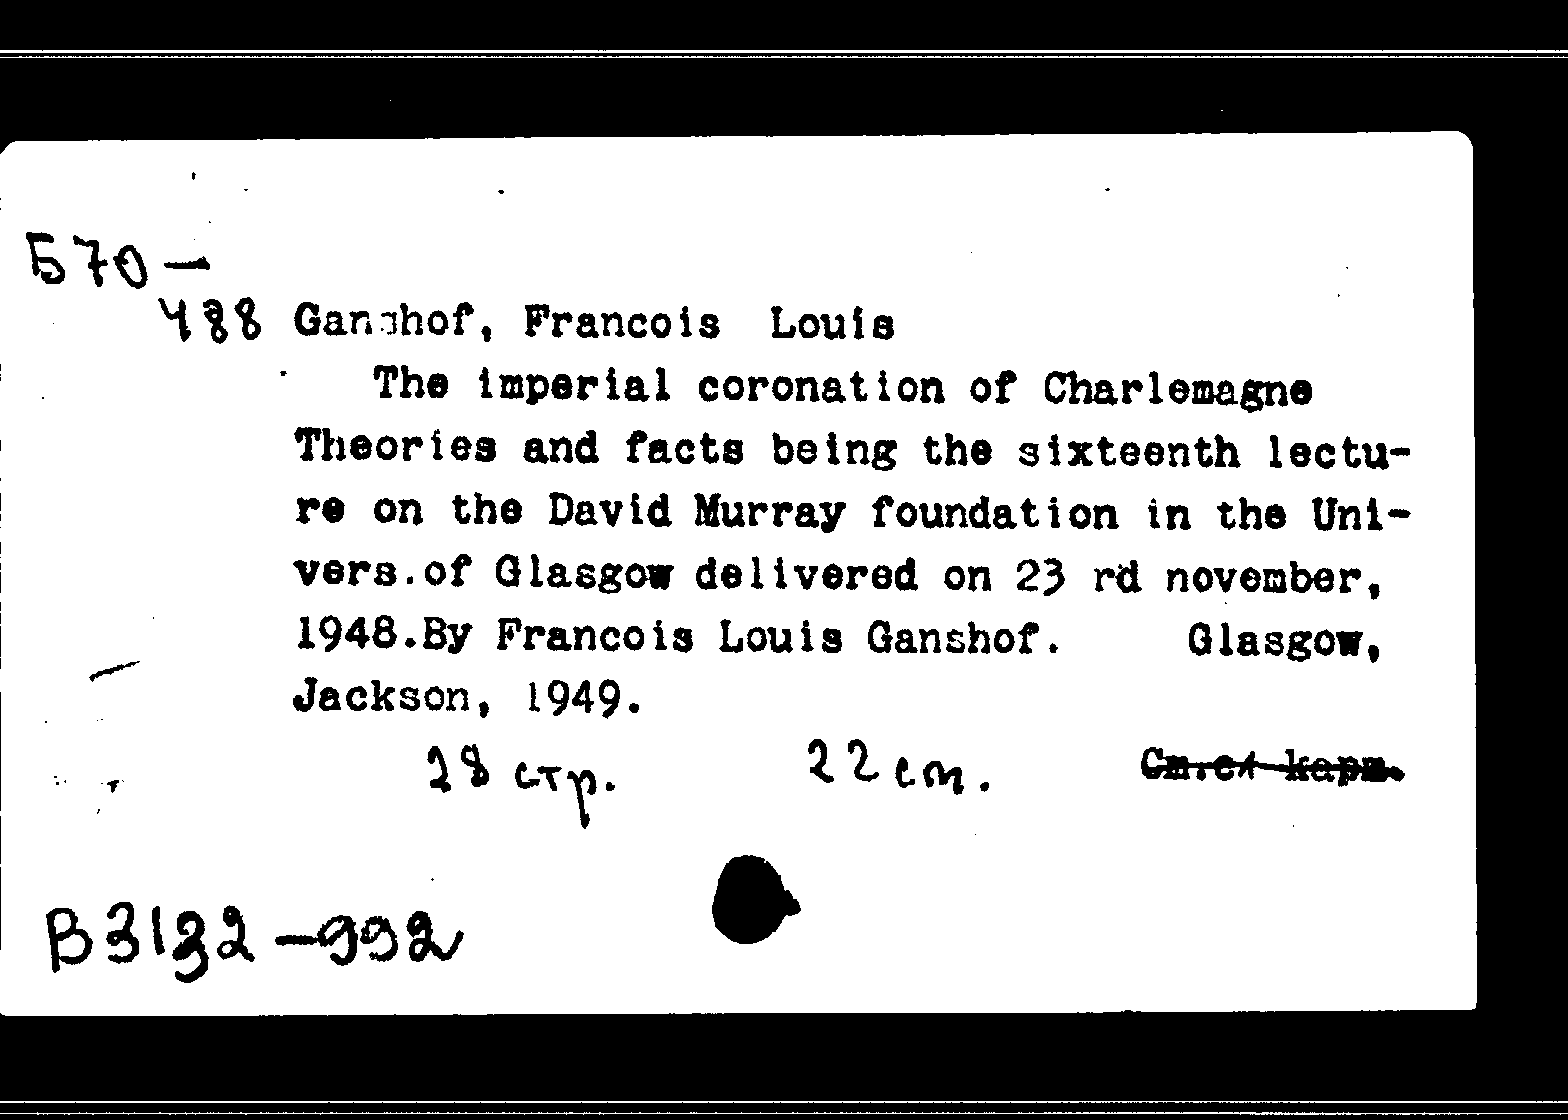 Б70-
488 Ganshof, Francois Louis
The imperial coronation of Charlemagne
Theories and facts being the sixteenth lectu-
re on the David Murray foundation in the Uni-
vers.of Glasgow delivered on 23 rd november,
1948.By Francois Louis Ganshof. Glasgow,
Jackson, 1949.
28 стр. 22 cm.
В3132-992